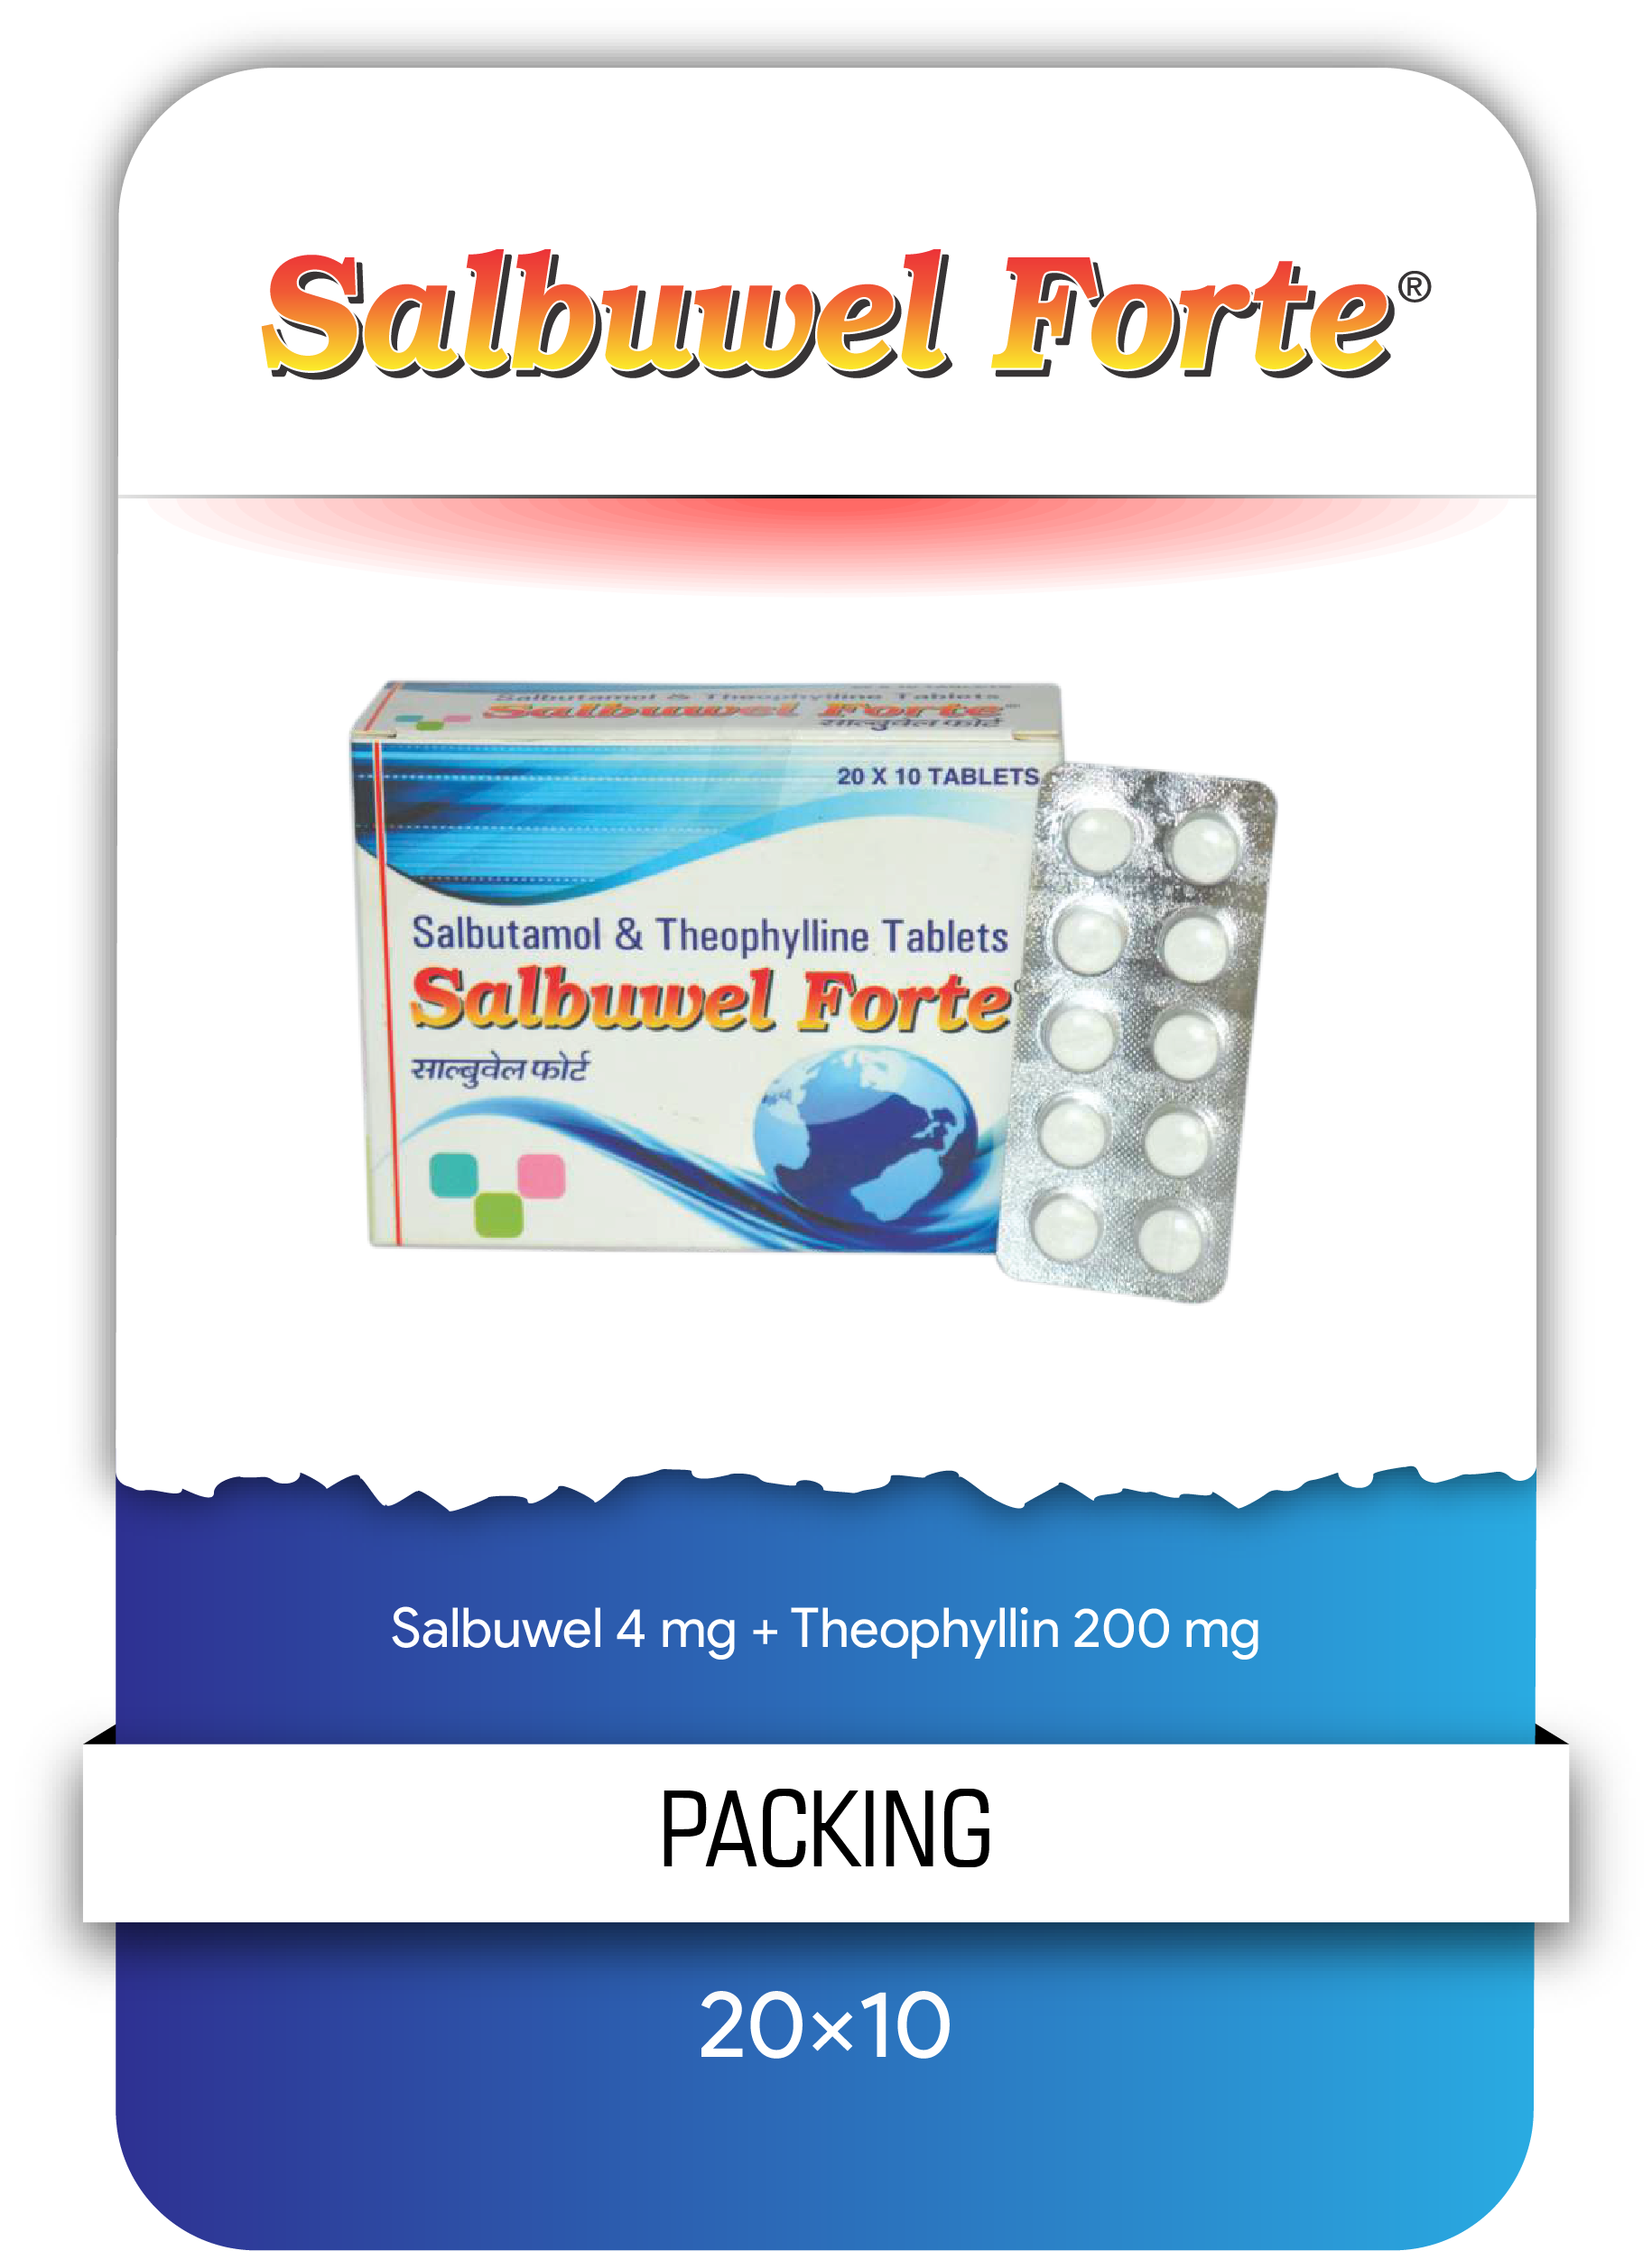 Salbuwel Forte®
Salbutamol & Theophylline Tablets
Salbuwel Forte
साल्बुवेल फोर्ट
20 X 10 TABLETS
Salbutamol & Theophylline Tablets
Salbuwel Forte
साल्बुवेल फोर्ट
Salbuwel 4 mg + Theophyllin 200 mg
PACKING
20×10